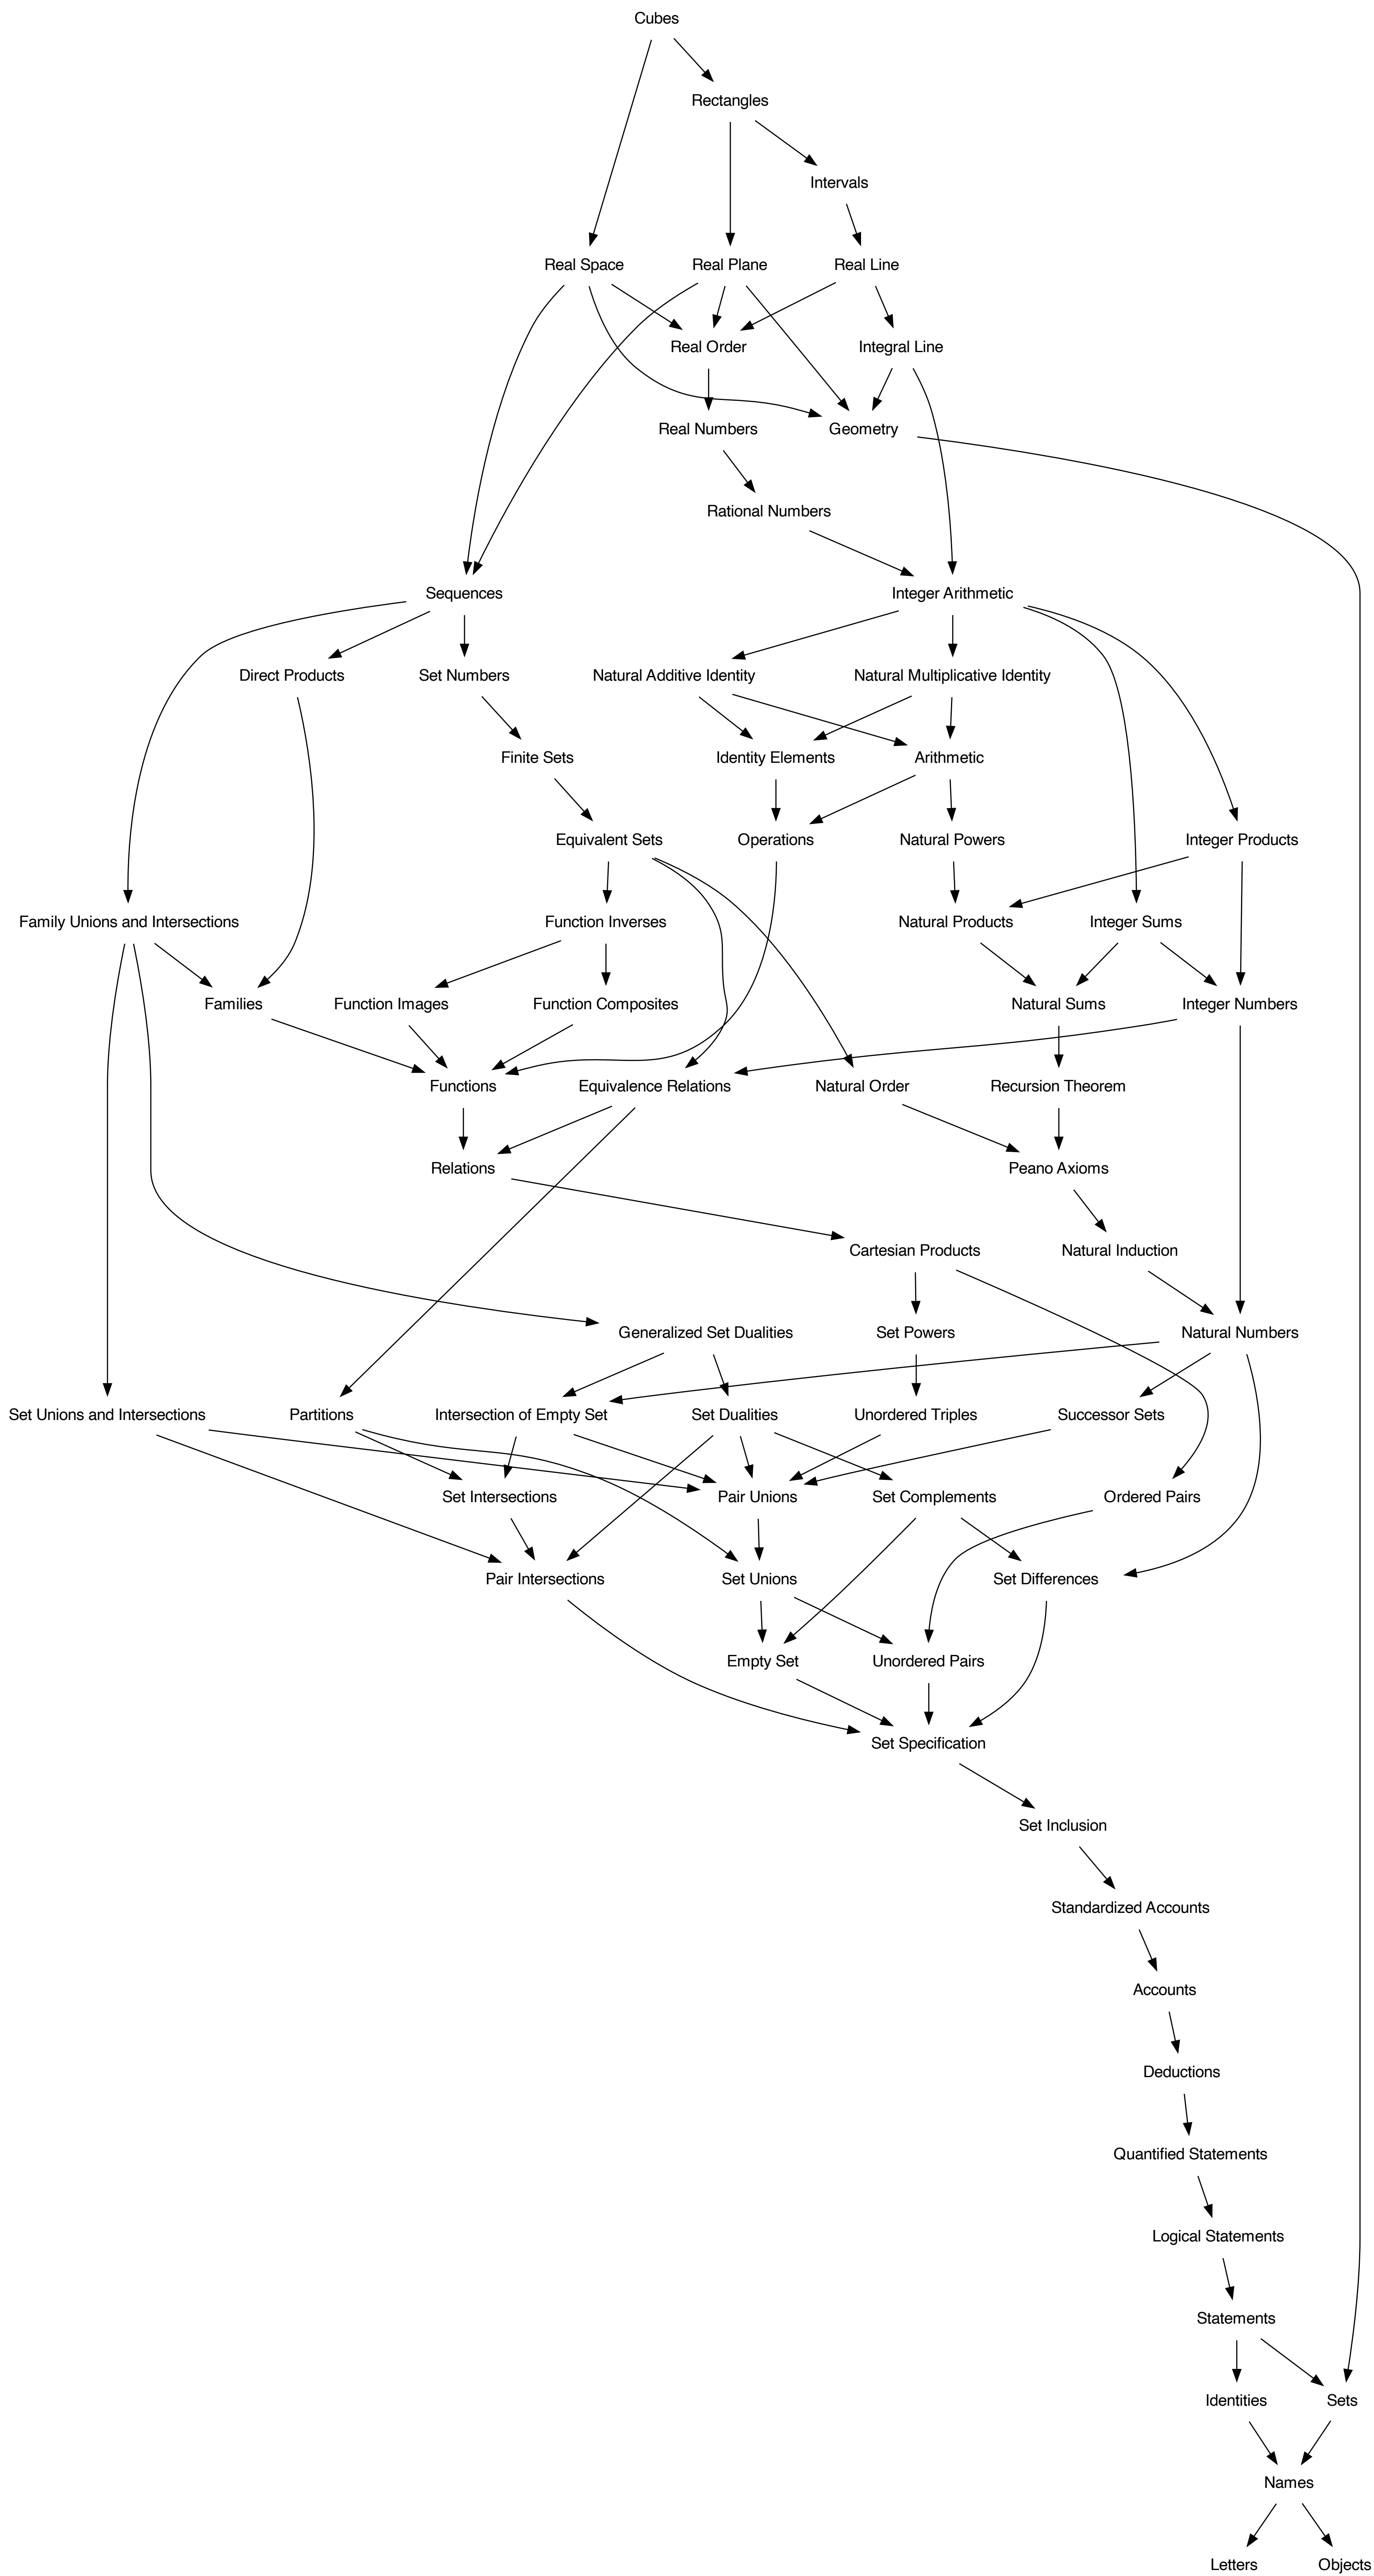 Cubes
Rectangles
Intervals
Real Space
Real Plane
Real Line
Real Order
Integral Line
Real Numbers
Geometry
Rational Numbers
Sequences
Integer Arithmetic
Direct Products
Set Numbers
Natural Additive Identity
Natural Multiplicative Identity
Finite Sets
Identity Elements
Arithmetic
Equivalent Sets
Operations
Natural Powers
Integer Products
Family Unions and Intersections
Function Inverses
Natural Products
Integer Sums
Families
Function Images
Function Composites
Natural Sums
Integer Numbers
Functions
Equivalence Relations
Natural Order
Recursion Theorem
Relations
Peano Axioms
Cartesian Products
Natural Induction
Generalized Set Dualities
Set Powers
Natural Numbers
Set Unions and Intersections
Partitions
Intersection of Empty Set
Set Dualities
Unordered Triples
Successor Sets
Set Intersections
Pair Unions
Set Complements
Ordered Pairs
Pair Intersections
Set Unions
Set Differences
Empty Set
Unordered Pairs
Set Specification
Set Inclusion
Standardized Accounts
Accounts
Deductions
Quantified Statements
Logical Statements
Statements
Identities
Sets
Names
Letters
Objects